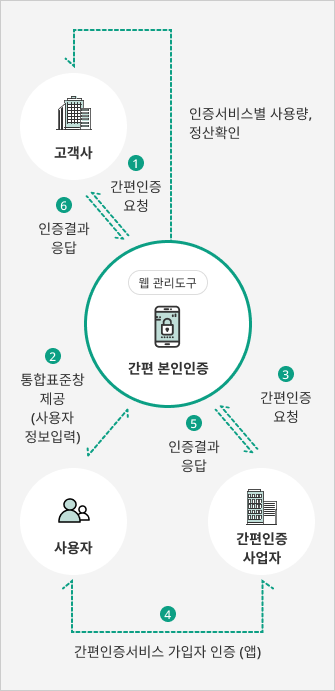 인증서비스별 사용량,
정산확인
고객사
1
간편인증
요청
6
인증결과
응답
웹 관리도구
간편 본인인증
2
통합표준창
제공
(사용자
정보입력)
3
간편인증
요청
5
인증결과
응답
사용자
간편인증
사업자
4
간편인증서비스 가입자 인증 (앱)